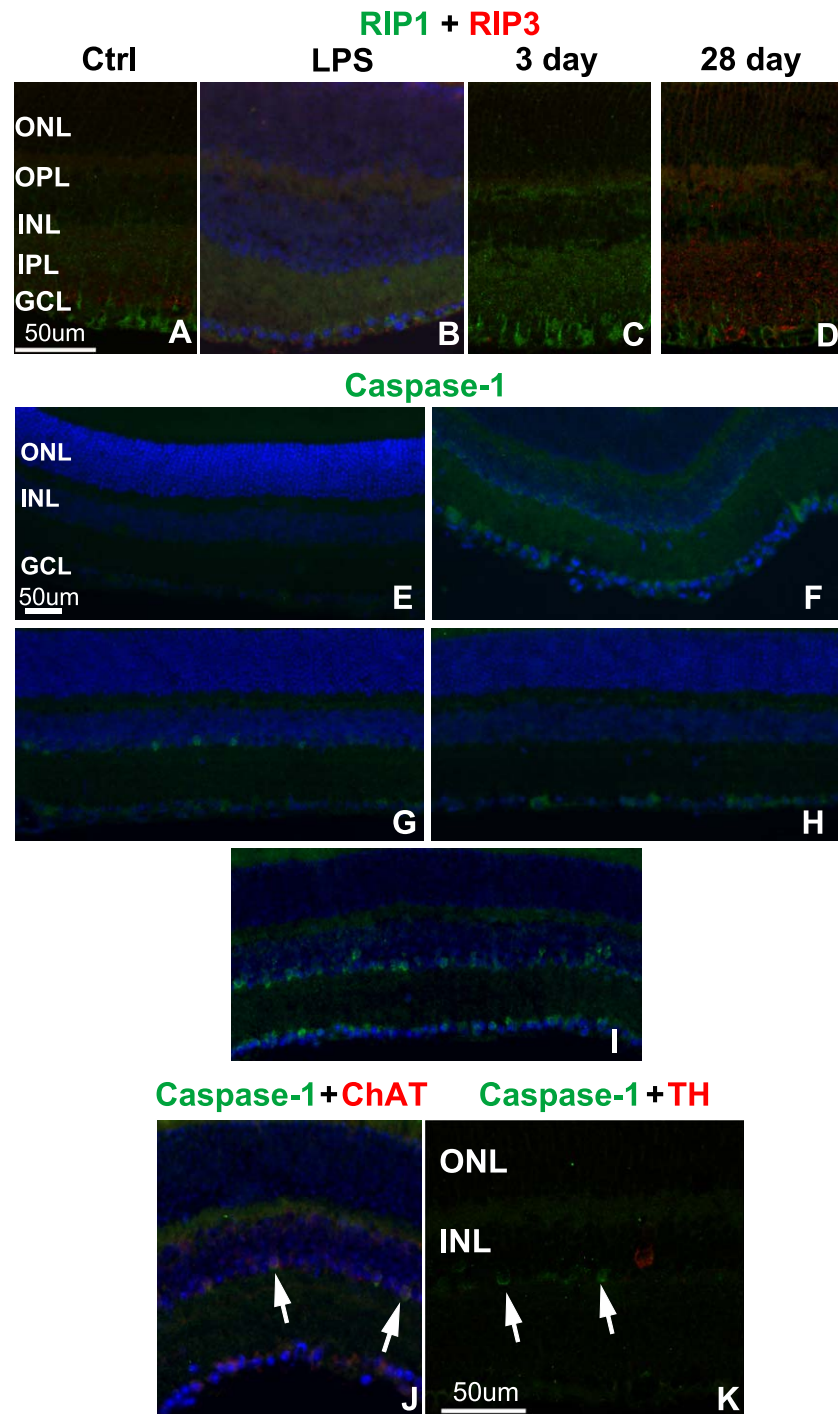 RIP1 + RIP3
Ctrl LPS 3 day 28 day
ONL
OPL
INL
IPL
GCL
50um
A B C D
Caspase-1
ONL
INL
GCL
50um
E F
G H
I
Caspase-1+ChAT Caspase-1+TH
ONL
INL
50um
J K